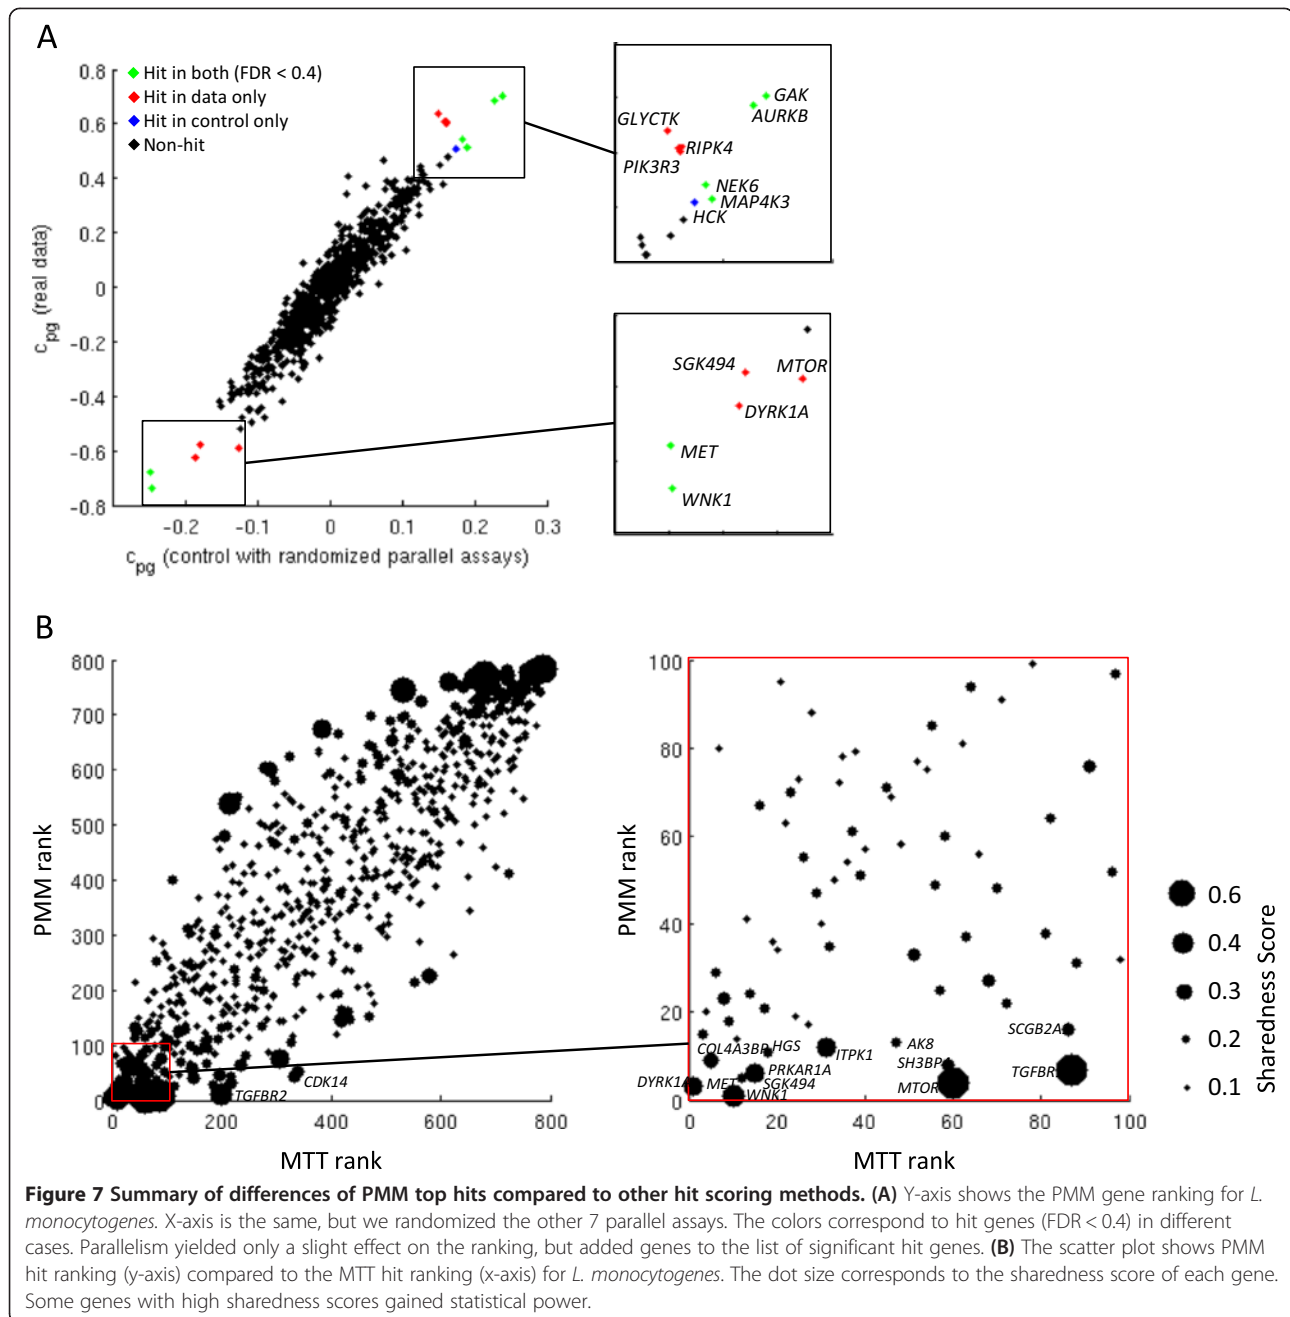 A
Hit in both (FDR < 0.4)
Hit in data only
Hit in control only
Non-hit
0.8
0.6
0.4
0.2
0
-0.2
-0.4
-0.6
-0.8
-0.2
-0.1
0
0.1
0.2
0.3
c_pg (real data)
c_pg (control with randomized parallel assays)
GAK
AURKB
GLYCTK
RIPK4
PIK3R3
NEK6
MAP4K3
HCK
SGK494
MTOR
DYRK1A
MET
WNK1
B
800
700
600
500
400
300
200
100
0
0
200
400
600
800
PMM rank
MTT rank
CDK14
TGFBR2
100
80
60
40
20
0
0
20
40
60
80
100
PMM rank
MTT rank
SCGB2A
COL4A3BP
HGS
ITPK1
AK8
SH3BP
TGFBR
PRKAR1A
DYRK1A
MET
SGK494
MTOR
WNK1
0.6
0.4
0.3
0.2
0.1
Sharedness Score
Figure 7 Summary of differences of PMM top hits compared to other hit scoring methods. (A) Y-axis shows the PMM gene ranking for L.
monocytogenes. X-axis is the same, but we randomized the other 7 parallel assays. The colors correspond to hit genes (FDR < 0.4) in different
cases. Parallelism yielded only a slight effect on the ranking, but added genes to the list of significant hit genes. (B) The scatter plot shows PMM
hit ranking (y-axis) compared to the MTT hit ranking (x-axis) for L. monocytogenes. The dot size corresponds to the sharedness score of each gene.
Some genes with high sharedness scores gained statistical power.